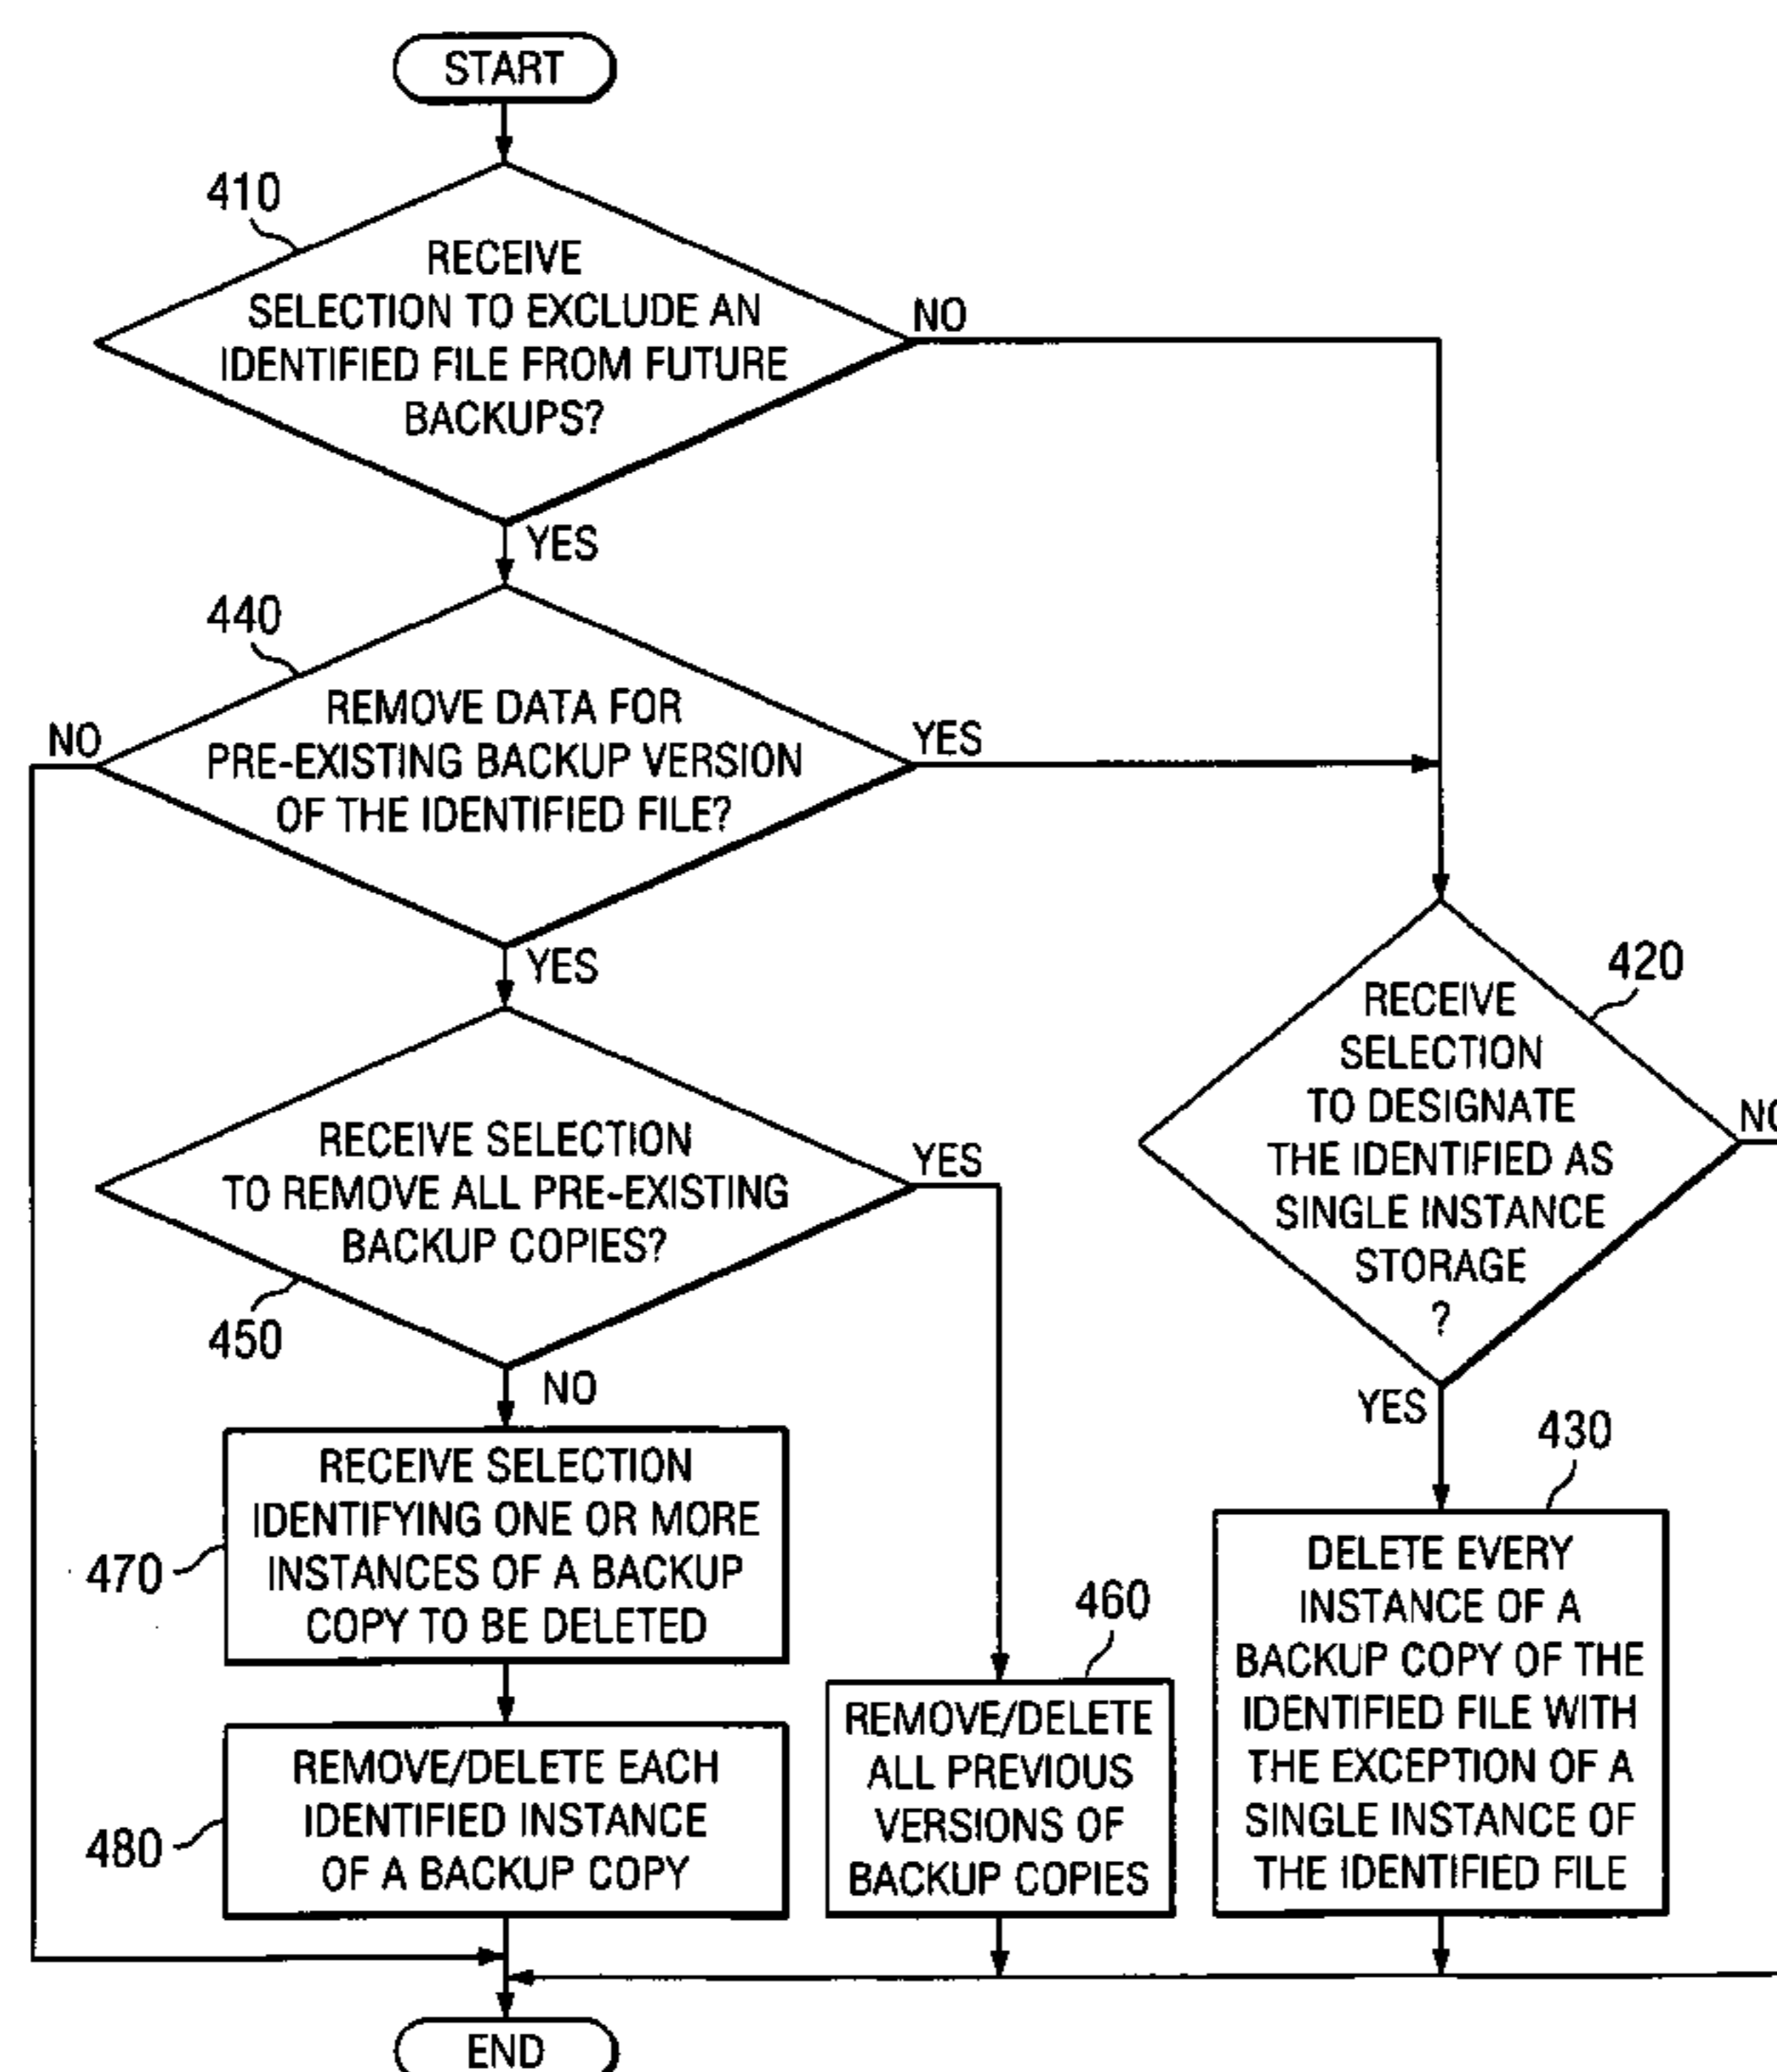 START
410
RECEIVE
SELECTION TO EXCLUDE AN
IDENTIFIED FILE FROM FUTURE
BACKUPS?
NO
YES
440
REMOVE DATA FOR
PRE-EXISTING BACKUP VERSION
OF THE IDENTIFIED FILE?
NO
YES
YES
420
RECEIVE
SELECTION
TO DESIGNATE
THE IDENTIFIED AS
SINGLE INSTANCE
STORAGE
?
NO
YES
RECEIVE SELECTION
TO REMOVE ALL PRE-EXISTING
BACKUP COPIES?
YES
450
NO
430
DELETE EVERY
INSTANCE OF A
BACKUP COPY OF THE
IDENTIFIED FILE WITH
THE EXCEPTION OF A
SINGLE INSTANCE OF
THE IDENTIFIED FILE
RECEIVE SELECTION
IDENTIFYING ONE OR MORE
INSTANCES OF A BACKUP
COPY TO BE DELETED
470
460
REMOVE/DELETE
ALL PREVIOUS
VERSIONS OF
BACKUP COPIES
REMOVE/DELETE EACH
IDENTIFIED INSTANCE
OF A BACKUP COPY
480
END